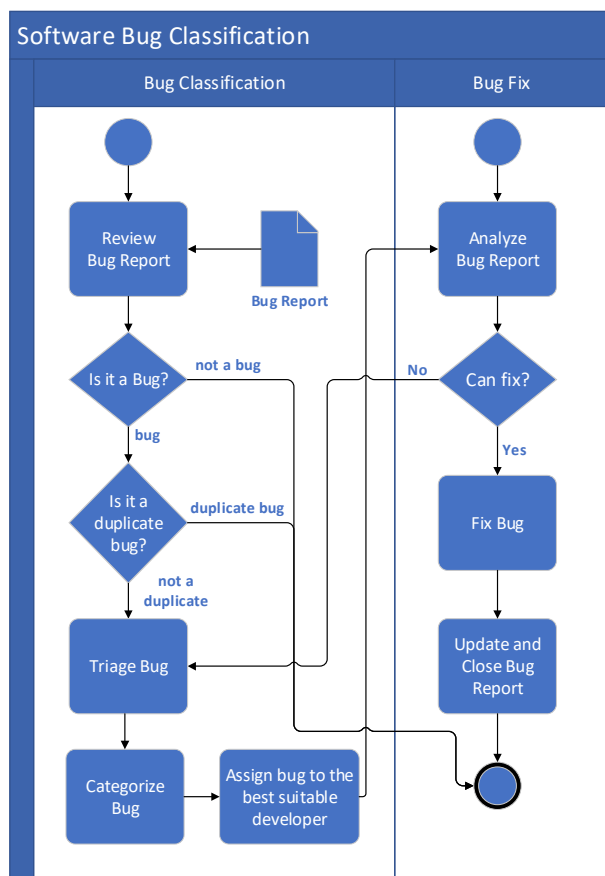 Software Bug Classification
Bug Classification
Bug Fix
Review
Bug Report
Bug Report
Analyze
Bug Report
Is it a Bug?
not a bug
No
Can fix?
bug
Yes
Is it a
duplicate
bug?
duplicate bug
Fix Bug
not a
duplicate
Triage Bug
Update and
Close Bug
Report
Categorize
Bug
Assign bug to the
best suitable
developer